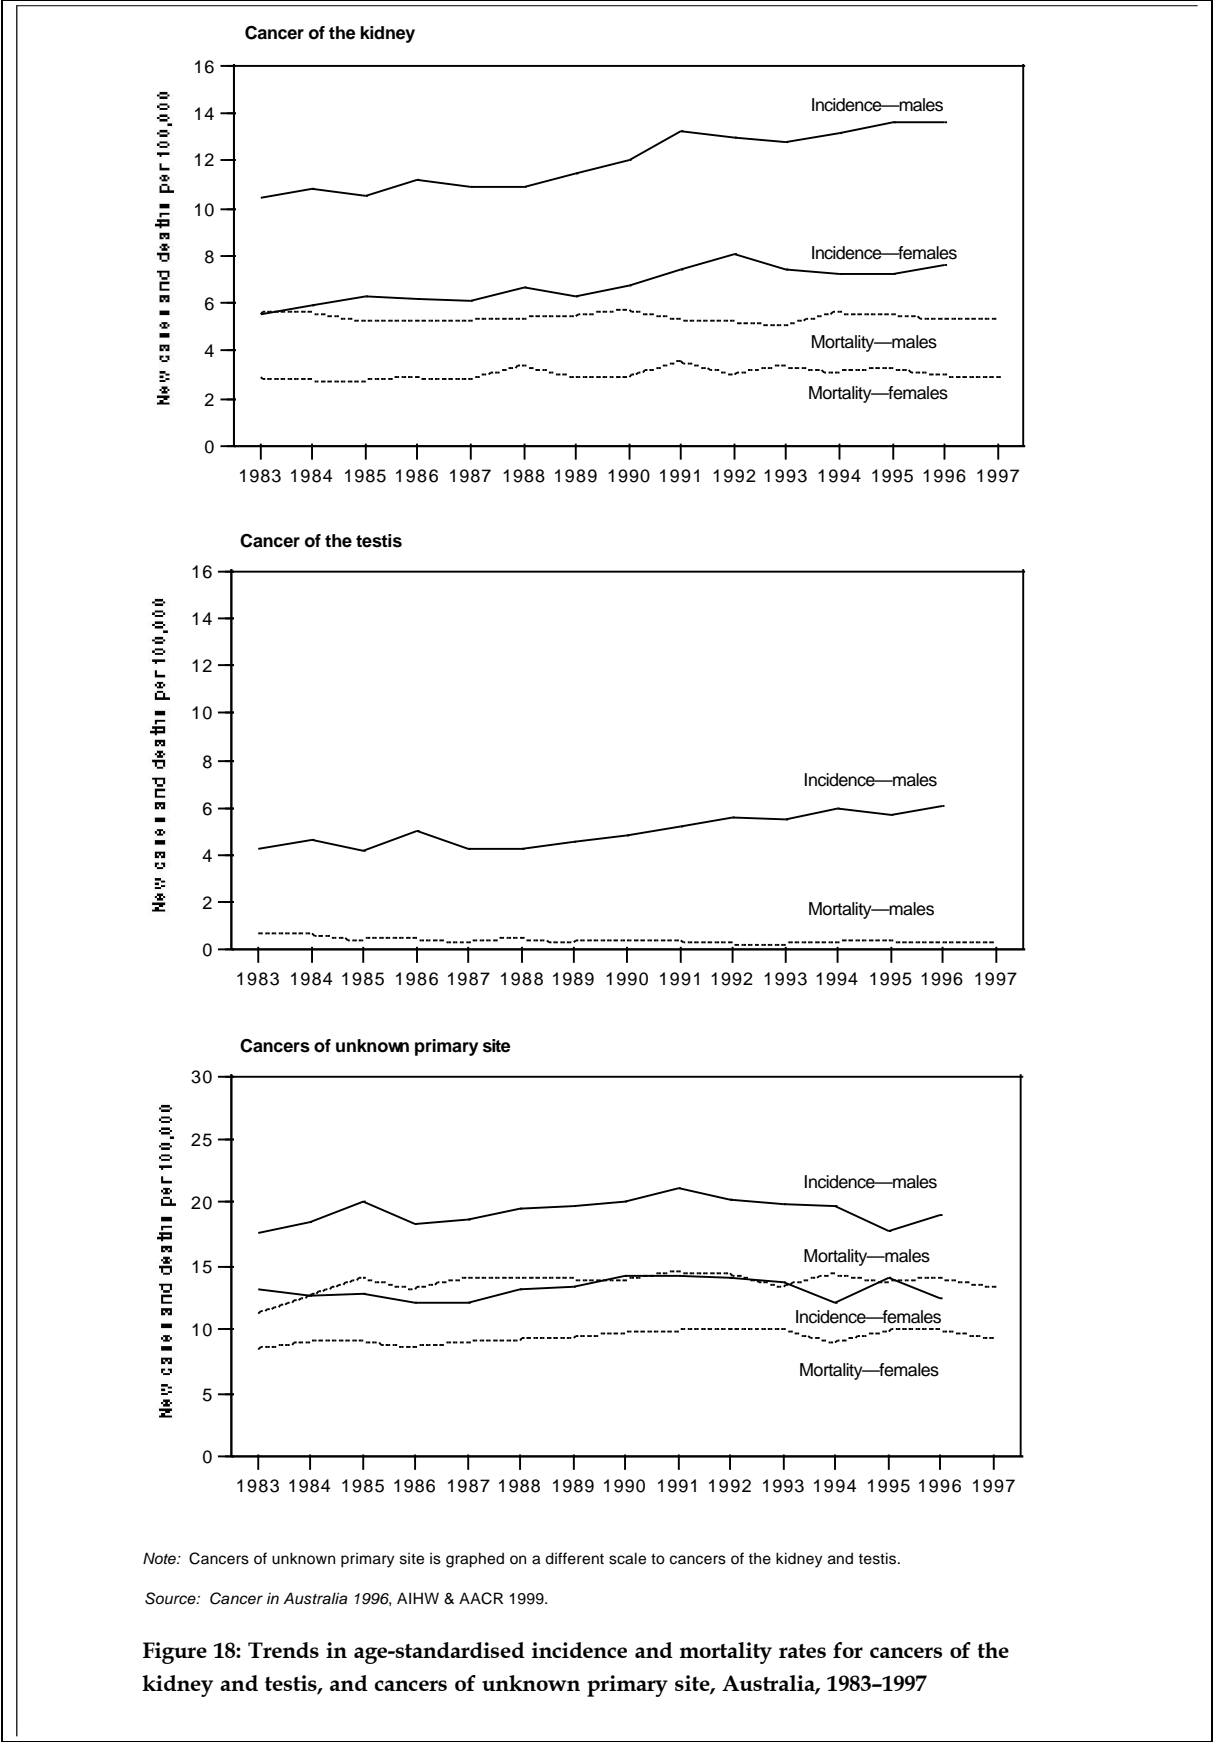 Cancer of the kidney
New cases and deaths per 100,000
16
14
12
10
8
6
4
2
0
Incidence—males
Incidence—females
Mortality—males
Mortality—females
1983 1984 1985 1986 1987 1988 1989 1990 1991 1992 1993 1994 1995 1996 1997
Cancer of the testis
New cases and deaths per 100,000
16
14
12
10
8
6
4
2
0
Incidence—males
Mortality—males
1983 1984 1985 1986 1987 1988 1989 1990 1991 1992 1993 1994 1995 1996 1997
Cancers of unknown primary site
New cases and deaths per 100,000
30
25
20
15
10
5
0
Incidence—males
Mortality—males
Incidence—females
Mortality—females
1983 1984 1985 1986 1987 1988 1989 1990 1991 1992 1993 1994 1995 1996 1997
Note: Cancers of unknown primary site is graphed on a different scale to cancers of the kidney and testis.
Source: Cancer in Australia 1996, AIHW & AACR 1999.
Figure 18: Trends in age-standardised incidence and mortality rates for cancers of the
kidney and testis, and cancers of unknown primary site, Australia, 1983–1997